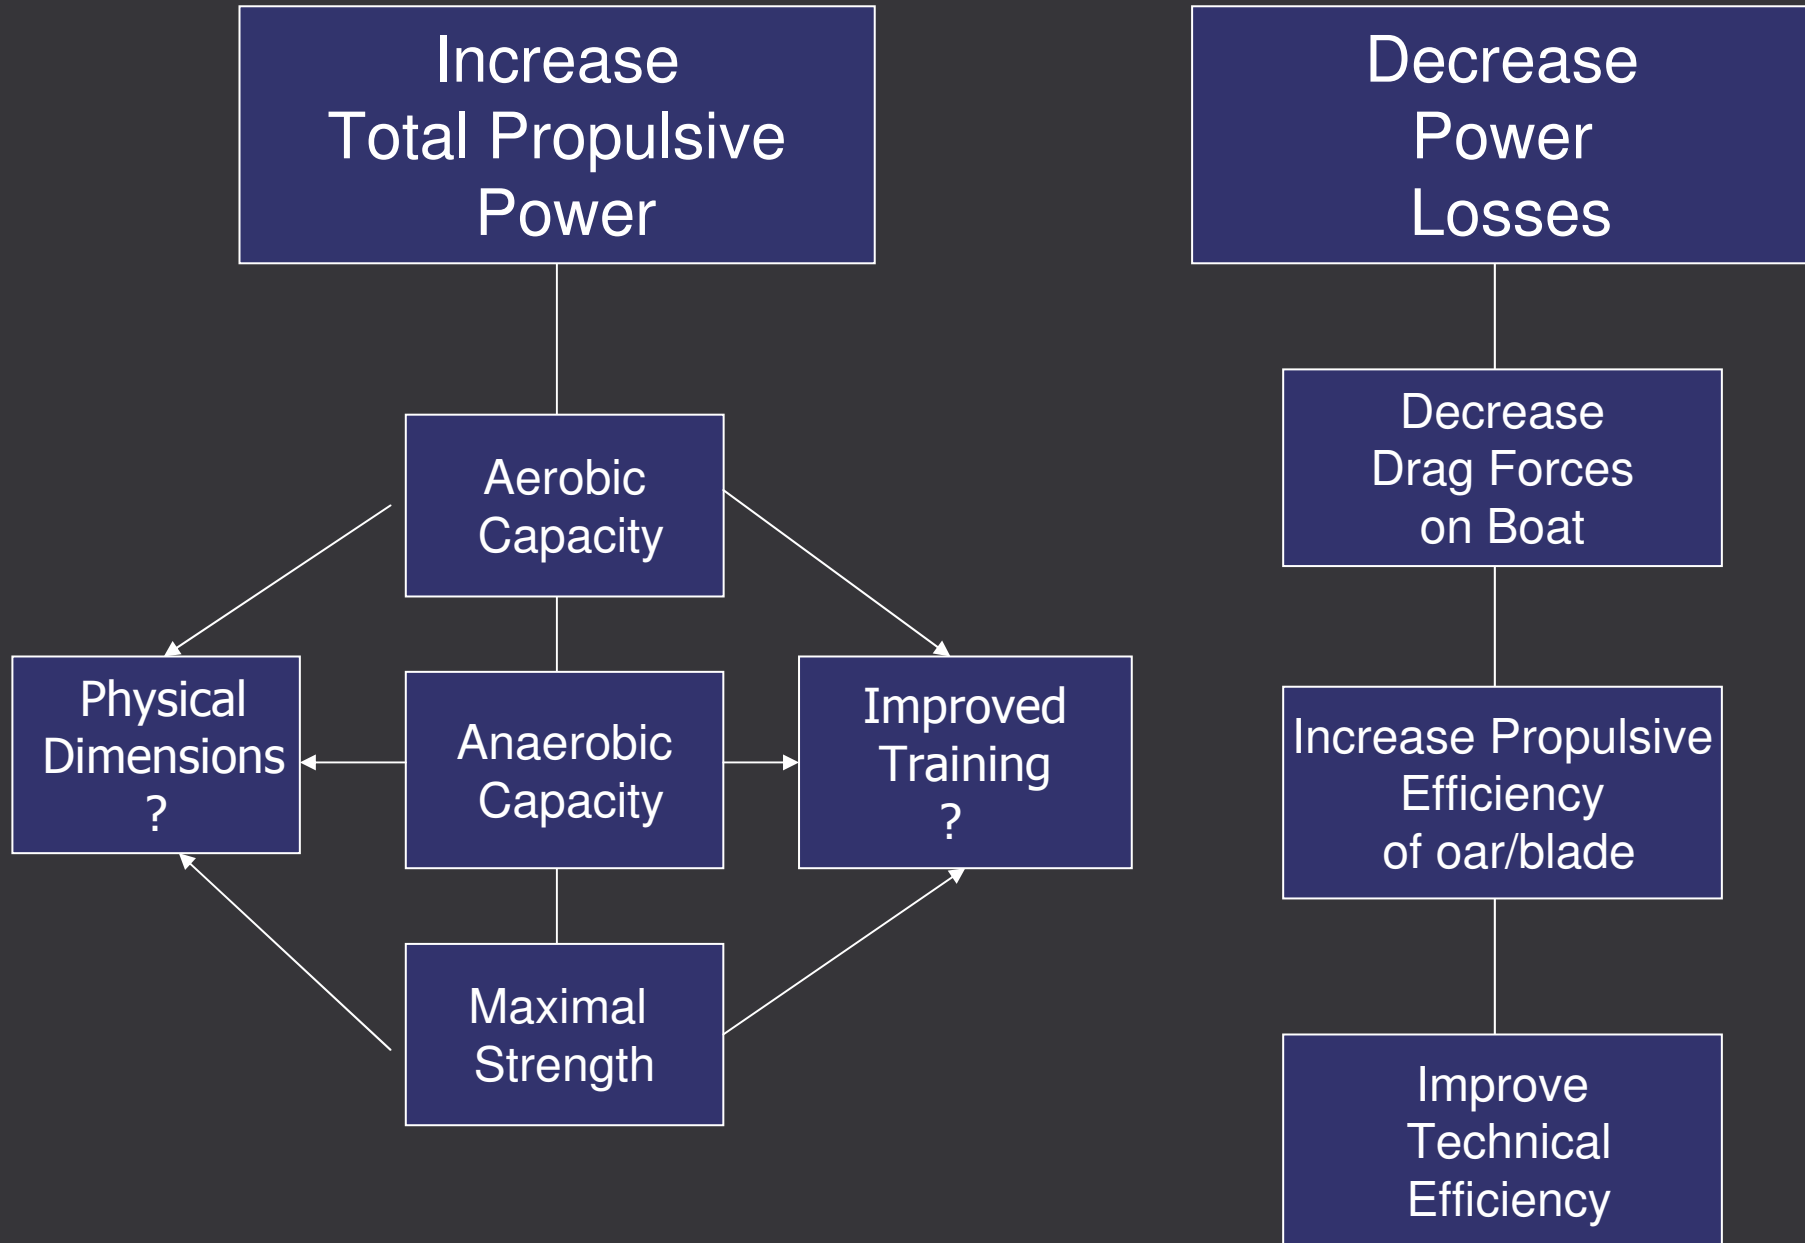 Increase
Total Propulsive
Power
Decrease
Power
Losses
Aerobic
Capacity
Physical
Dimensions
?
Anaerobic
Capacity
Improved
Training
?
Maximal
Strength
Decrease
Drag Forces
on Boat
Increase Propulsive
Efficiency
of oar/blade
Improve
Technical
Efficiency